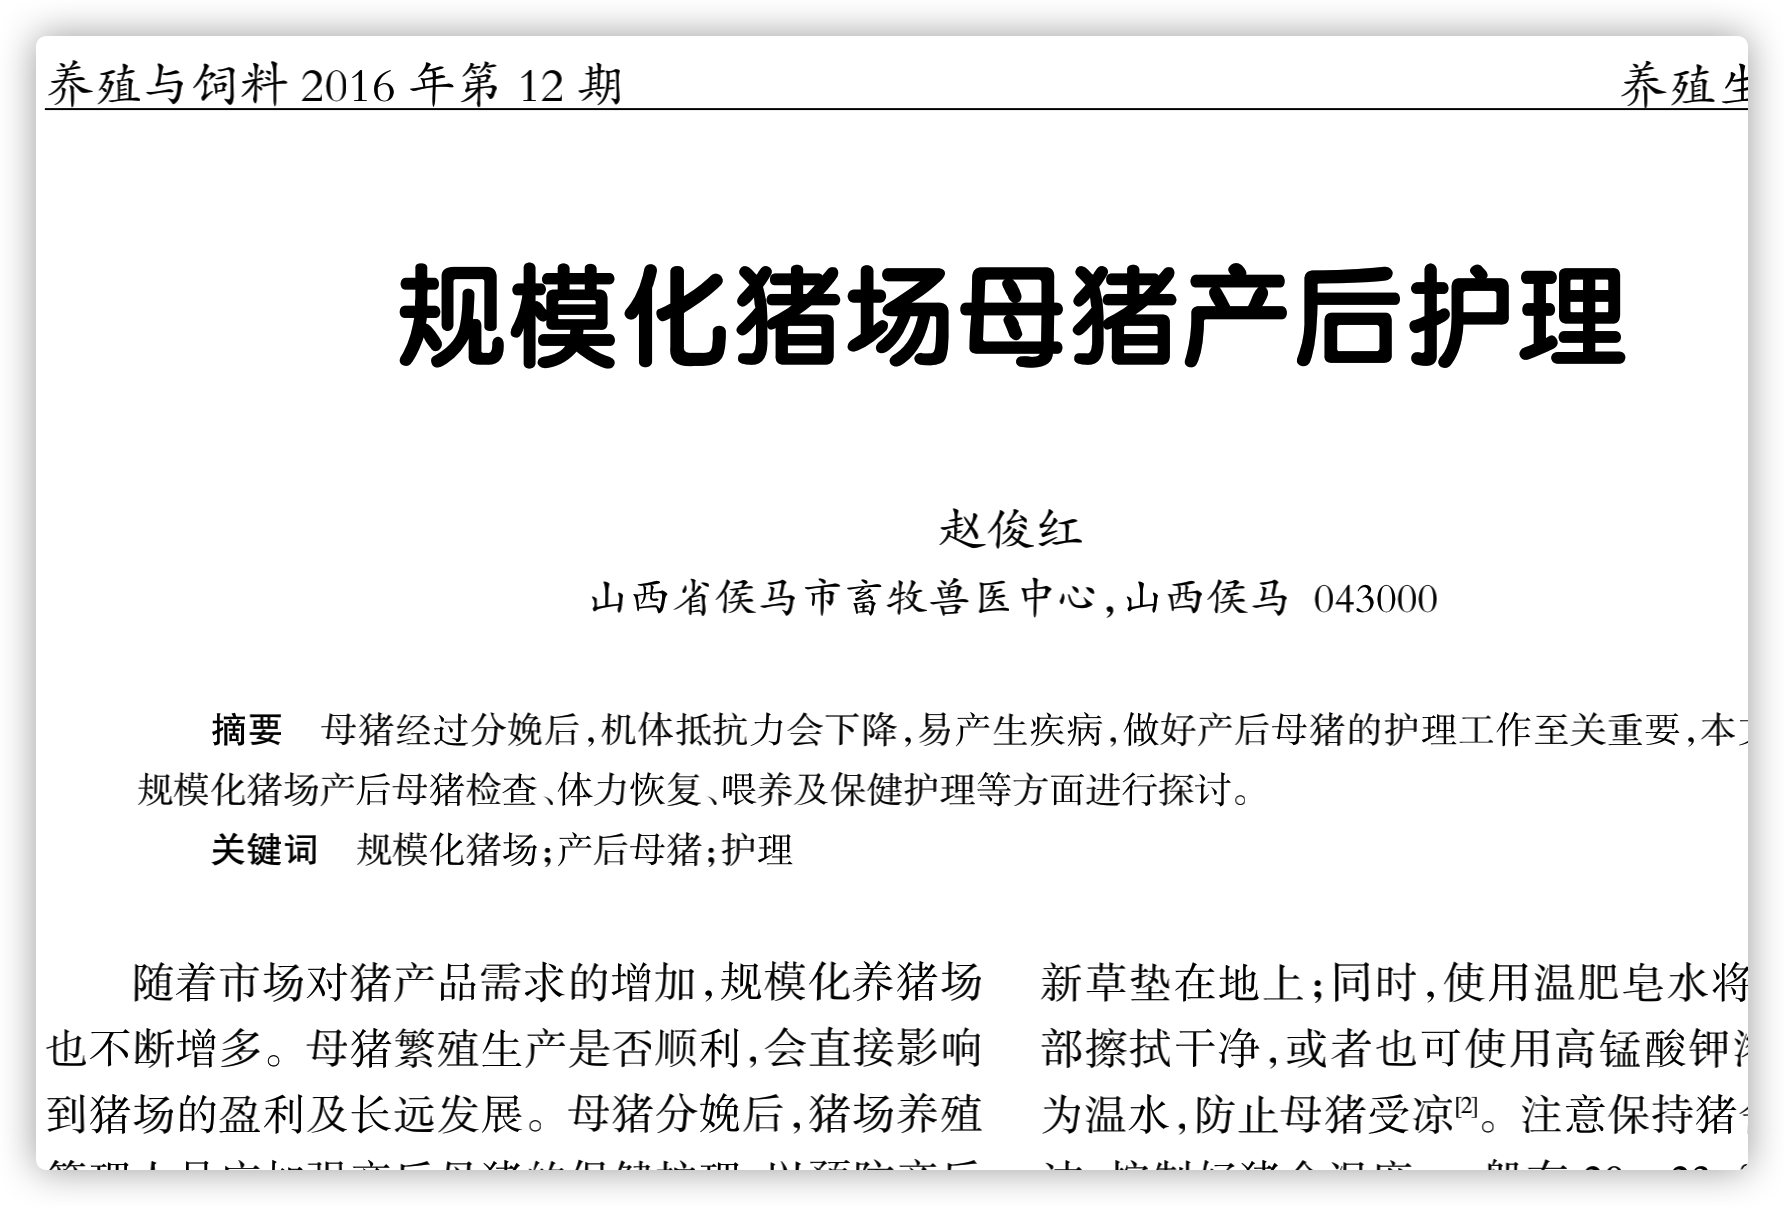 养殖与饲料 2016 年第 12 期
养殖生
规模化猪场母猪产后护理
赵俊红
山西省侯马市畜牧兽医中心,山西侯马 043000
摘要 母猪经过分娩后,机体抵抗力会下降,易产生疾病,做好产后母猪的护理工作至关重要,本
规模化猪场产后母猪检查、体力恢复、喂养及保健护理等方面进行探讨。
关键词 规模化猪场;产后母猪;护理
随着市场对猪产品需求的增加,规模化养猪场
也不断增多。母猪繁殖生产是否顺利,会直接影响
到猪场的盈利及长远发展。母猪分娩后,猪场养殖
新草垫在地上;同时,使用温肥皂水将
部擦拭干净,或者也可使用高锰酸钾
为温水,防止母猪受凉[2]。注意保持猪